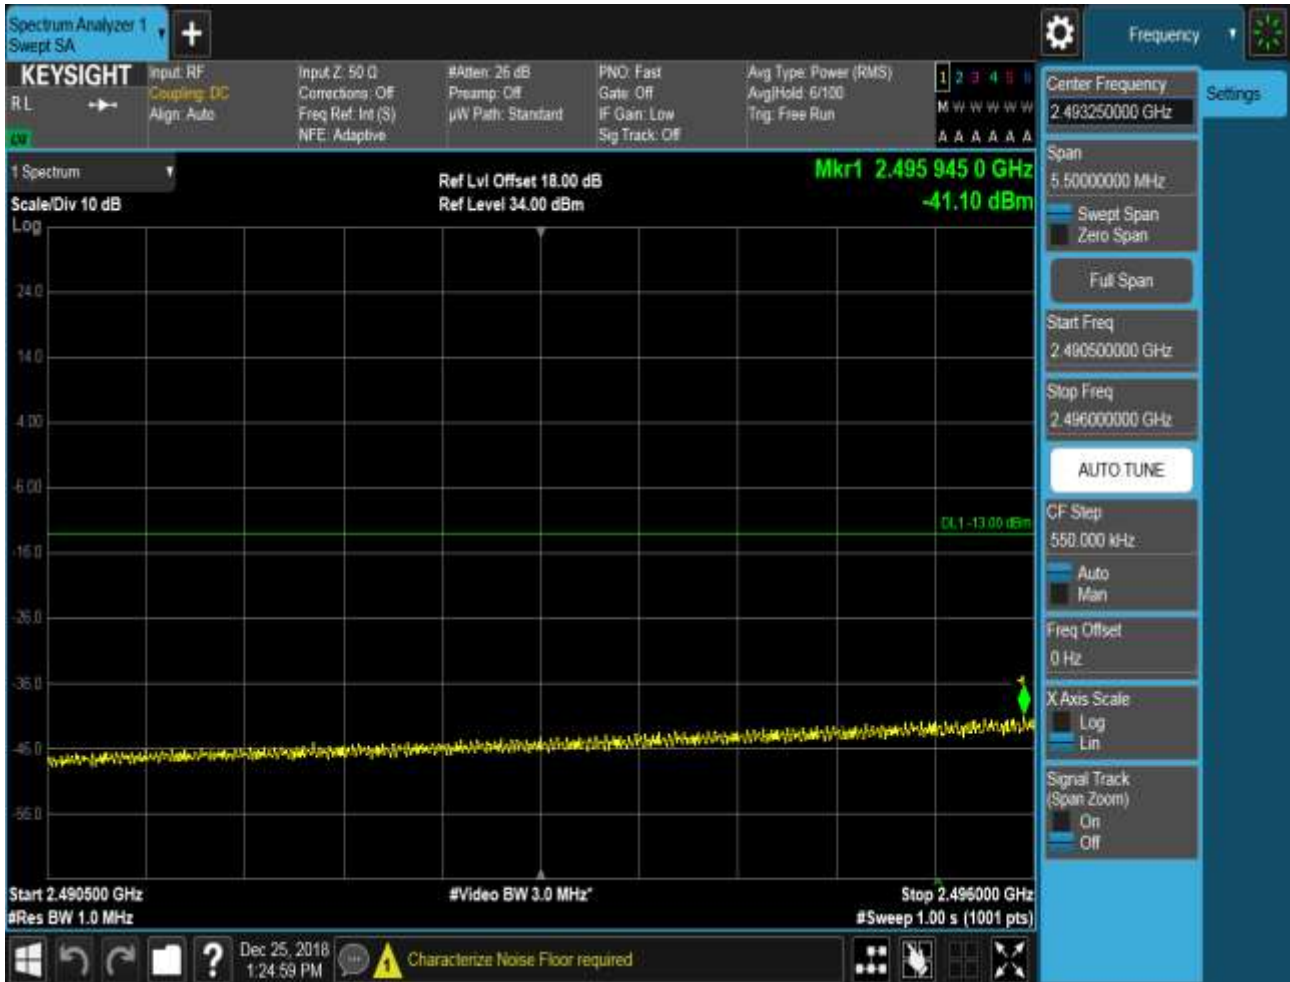 Spectrum Analyzer 1
Swept SA
+
Frequency
KEYSIGHT
RL
Input: RF
Coupling: DC
Align: Auto
Input Z: 50 Ω
Corrections: Off
Freq Ref: Int (S)
NFE: Adaptive
#Atten: 26 dB
Preamp: Off
µW Path: Standard
PNO: Fast
Gate: Off
IF Gain: Low
Sig Track: Off
Avg Type: Power (RMS)
Avg|Hold: 6/100
Trig: Free Run
1 2 3 4 5 6
M W W W W W
A A A A A A
1 Spectrum
Scale/Div 10 dB
Log
Ref Lvl Offset 18.00 dB
Ref Level 34.00 dBm
Mkr1 2.495 945 0 GHz
-41.10 dBm
24.0
14.0
4.00
-6.00
-16.0
-26.0
-36.0
-46.0
-56.0
DL1 -13.00 dBm
1
Start 2.490500 GHz
#Res BW 1.0 MHz
#Video BW 3.0 MHz*
Stop 2.496000 GHz
#Sweep 1.00 s (1001 pts)
Center Frequency
2.493250000 GHz
Settings
Span
5.50000000 MHz
Swept Span
Zero Span
Full Span
Start Freq
2.490500000 GHz
Stop Freq
2.496000000 GHz
AUTO TUNE
CF Step
550.000 kHz
Auto
Man
Freq Offset
0 Hz
X Axis Scale
Log
Lin
Signal Track
(Span Zoom)
On
Off
?
Dec 25, 2018
1:24:59 PM
1
Characterize Noise Floor required